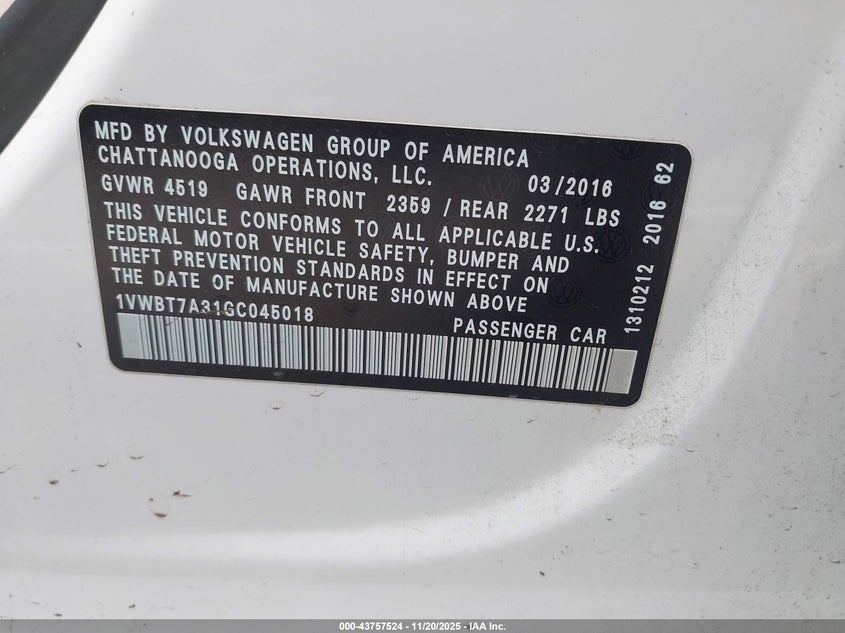 MFD BY VOLKSWAGEN GROUP OF AMERICA
CHATTANOOGA OPERATIONS, LLC. 03/2016
GVWR 4519 GAWR FRONT 2359 / REAR 2271 LBS
THIS VEHICLE CONFORMS TO ALL APPLICABLE U.S.
FEDERAL MOTOR VEHICLE SAFETY, BUMPER AND
THEFT PREVENTION STANDARDS IN EFFECT ON
THE DATE OF MANUFACTURE SHOWN ABOVE
1VWBT7A31GC045018
PASSENGER CAR
1310212 2016 62
000-43757524 - 11/20/2025 - IAA Inc.